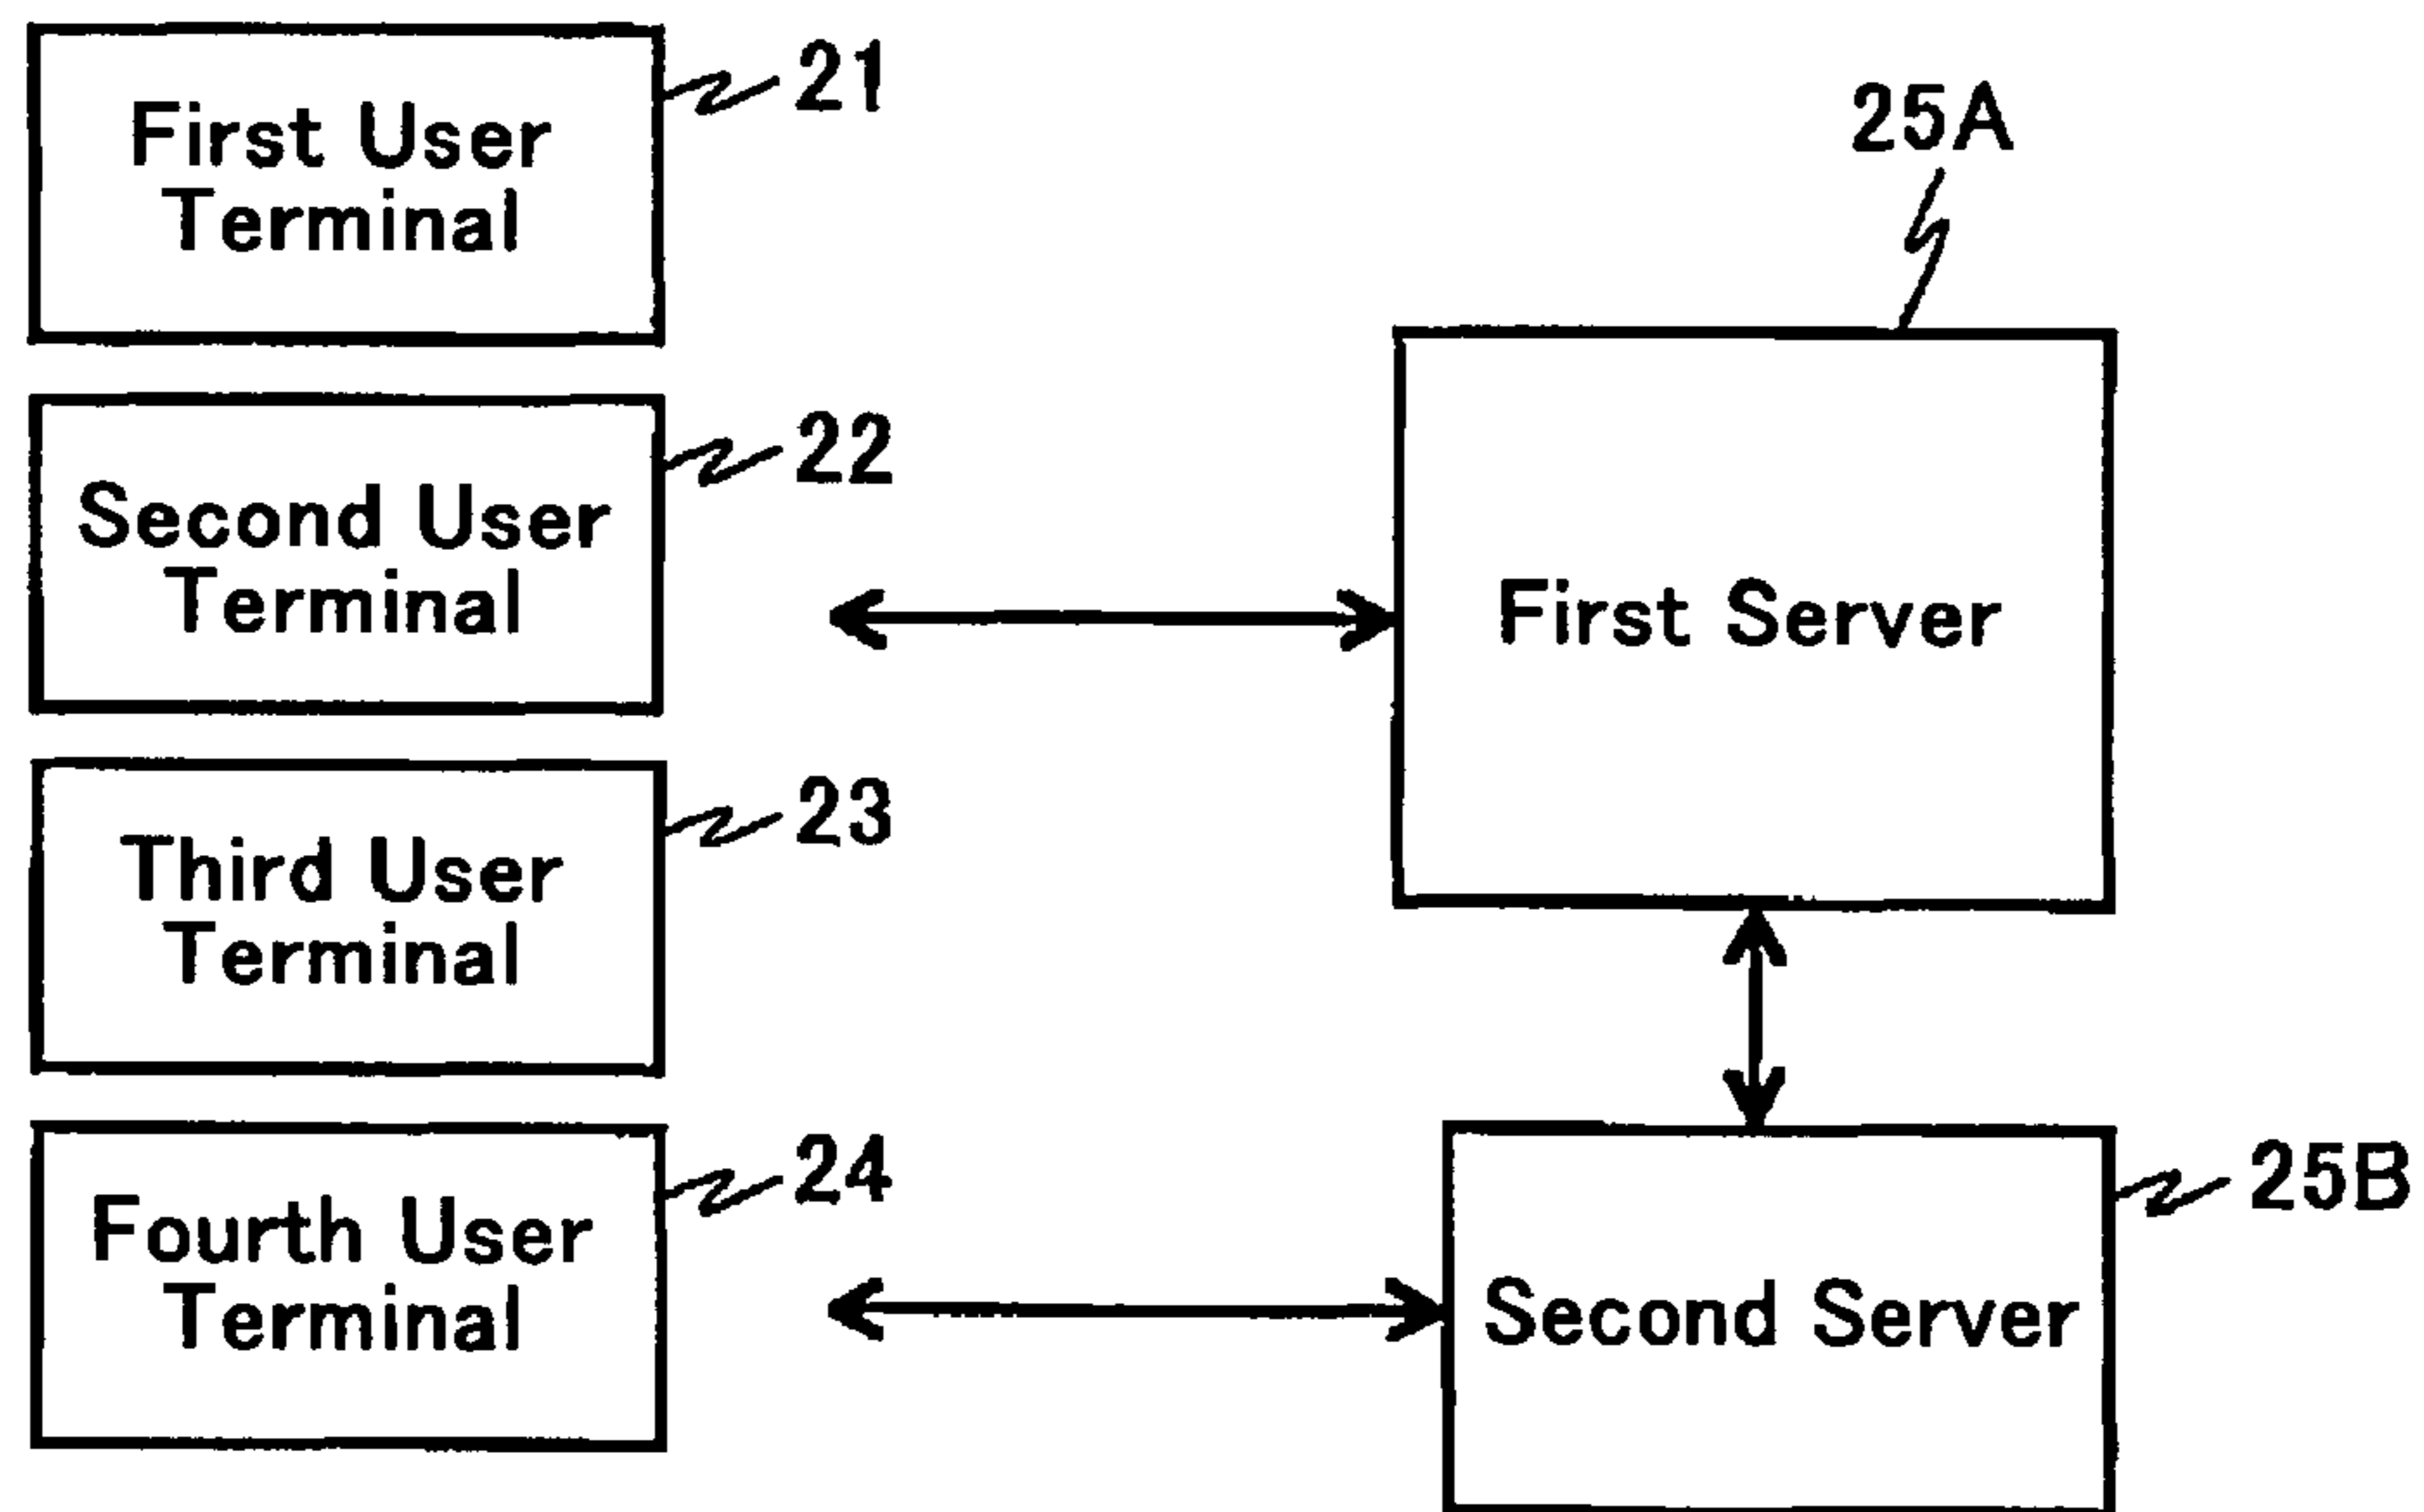 First User
Terminal
21
Second User
Terminal
22
Third User
Terminal
23
Fourth User
Terminal
24
25A
First Server
Second Server
25B